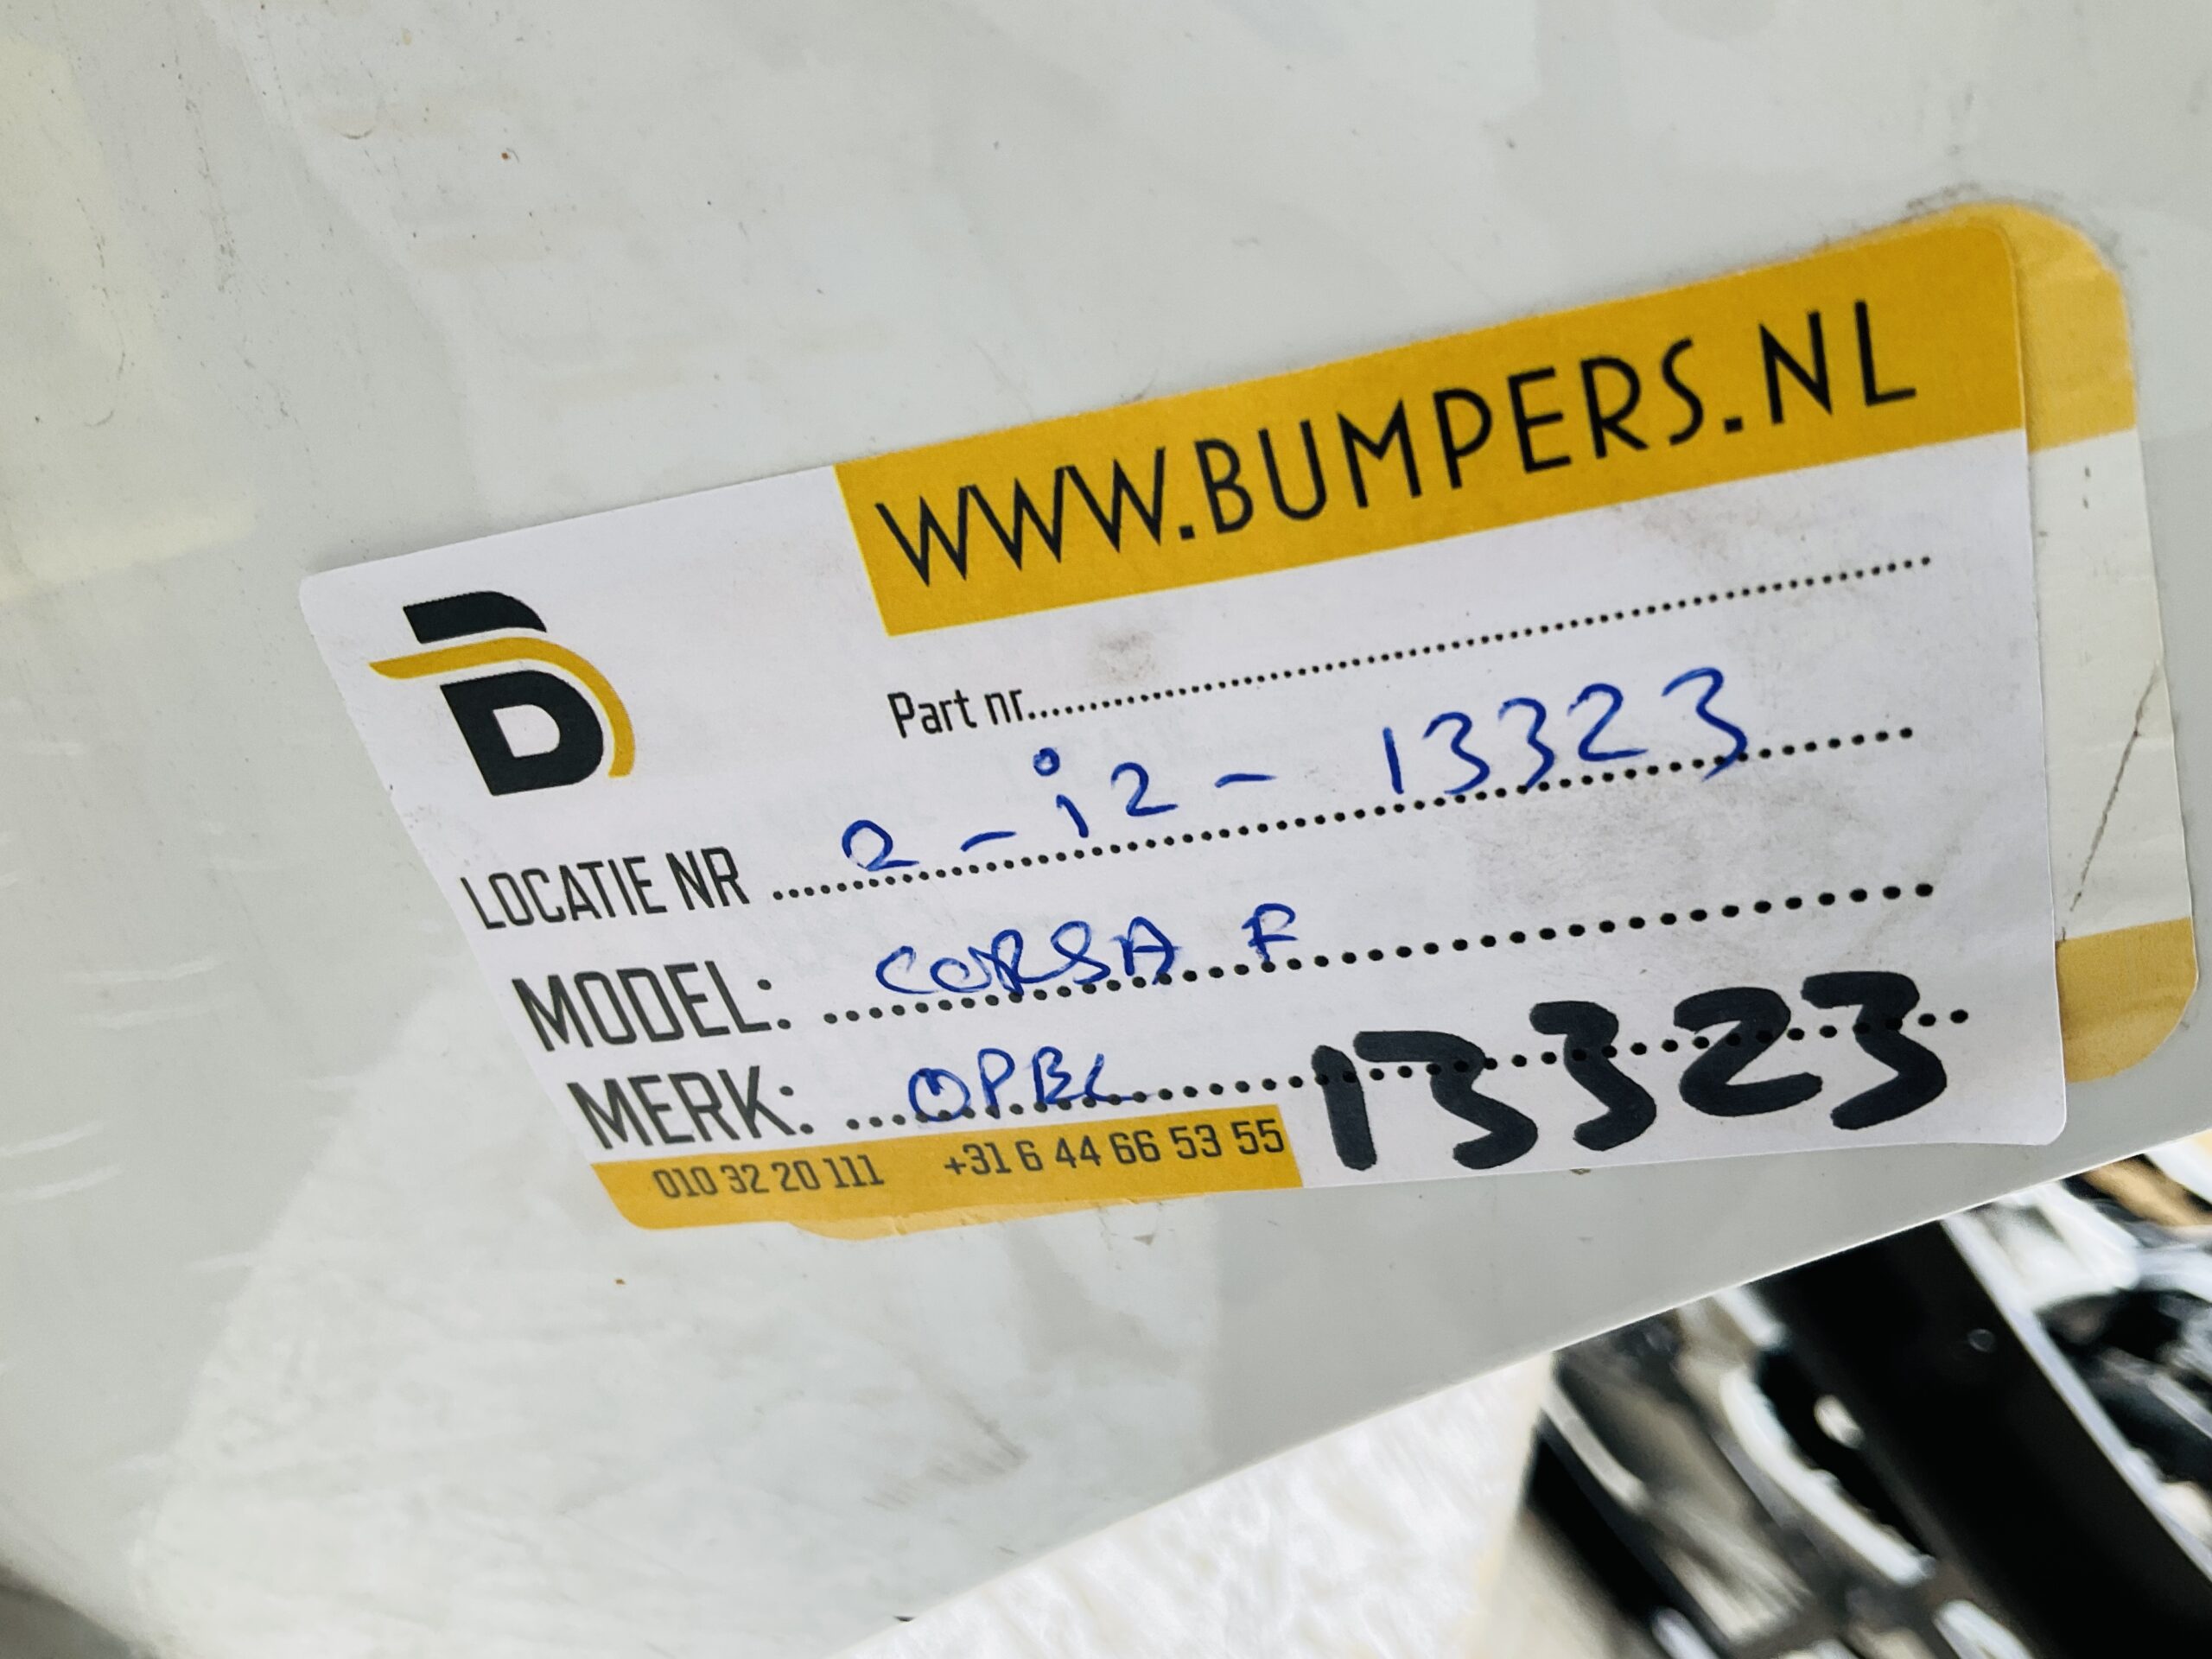 WWW.BUMPERS.NL
B
Part nr..........
LOCATIE NR 2-i2-13323
MODEL: CORSA F
MERK: OPEL 13323
010 32 20 111 +31 6 44 66 53 55